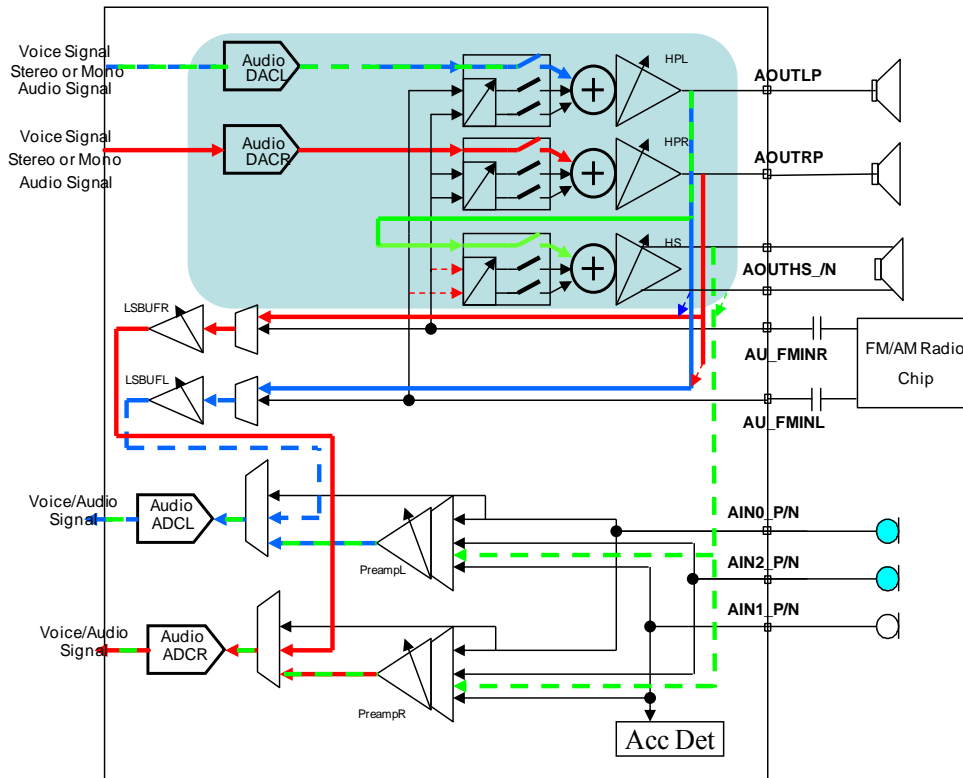 Voice Signal
Stereo or Mono
Audio Signal
Audio
DACL
HPL
AOUTLP
Voice Signal
Stereo or Mono
Audio Signal
Audio
DACR
HPR
AOUTRP
HS
AOUTHS_/N
LSBUFR
AU_FMINR
FM/AM Radio
Chip
LSBUFL
AU_FMINL
Voice/Audio
Signal
Audio
ADCL
PreampL
AIN0_P/N
AIN2_P/N
AIN1_P/N
Voice/Audio
Signal
Audio
ADCR
PreampR
Acc Det